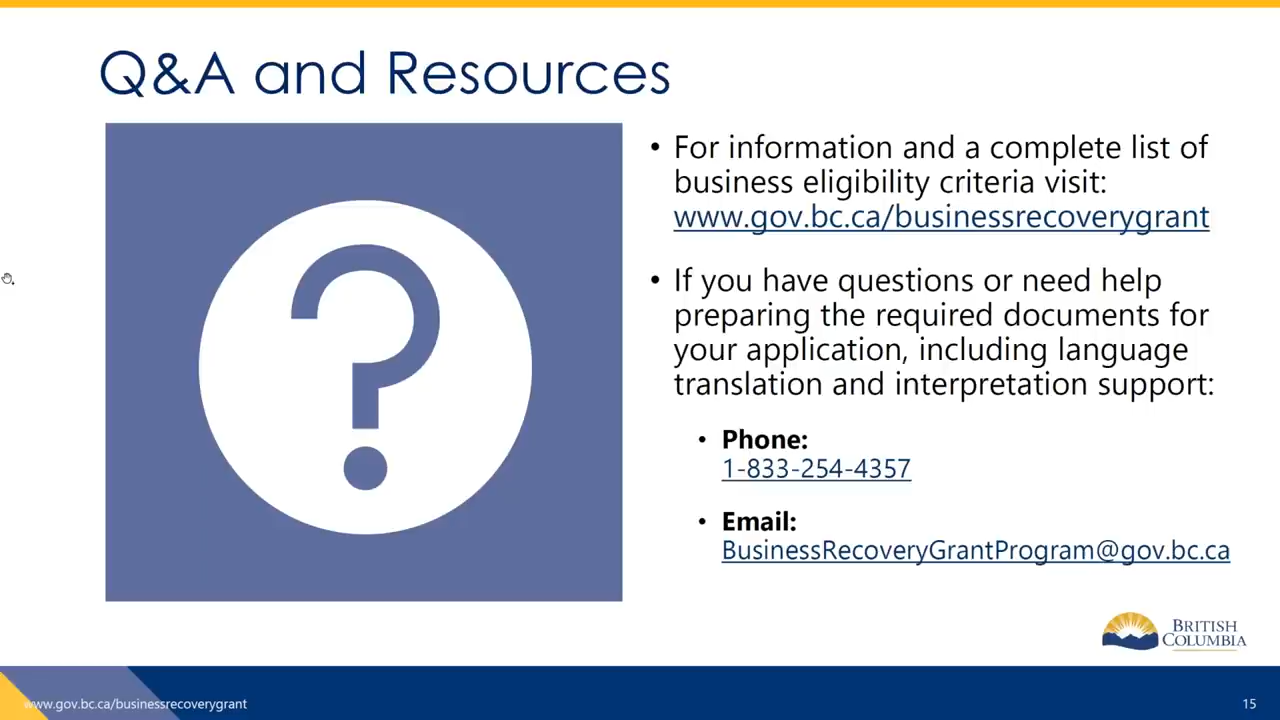 Q&A and Resources
• For information and a complete list of
business eligibility criteria visit:
www.gov.bc.ca/businessrecoverygrant
• If you have questions or need help
preparing the required documents for
your application, including language
translation and interpretation support:
• Phone:
1-833-254-4357
• Email:
BusinessRecoveryGrantProgram@gov.bc.ca
?
BRITISH
COLUMBIA
www.gov.bc.ca/businessrecoverygrant
15